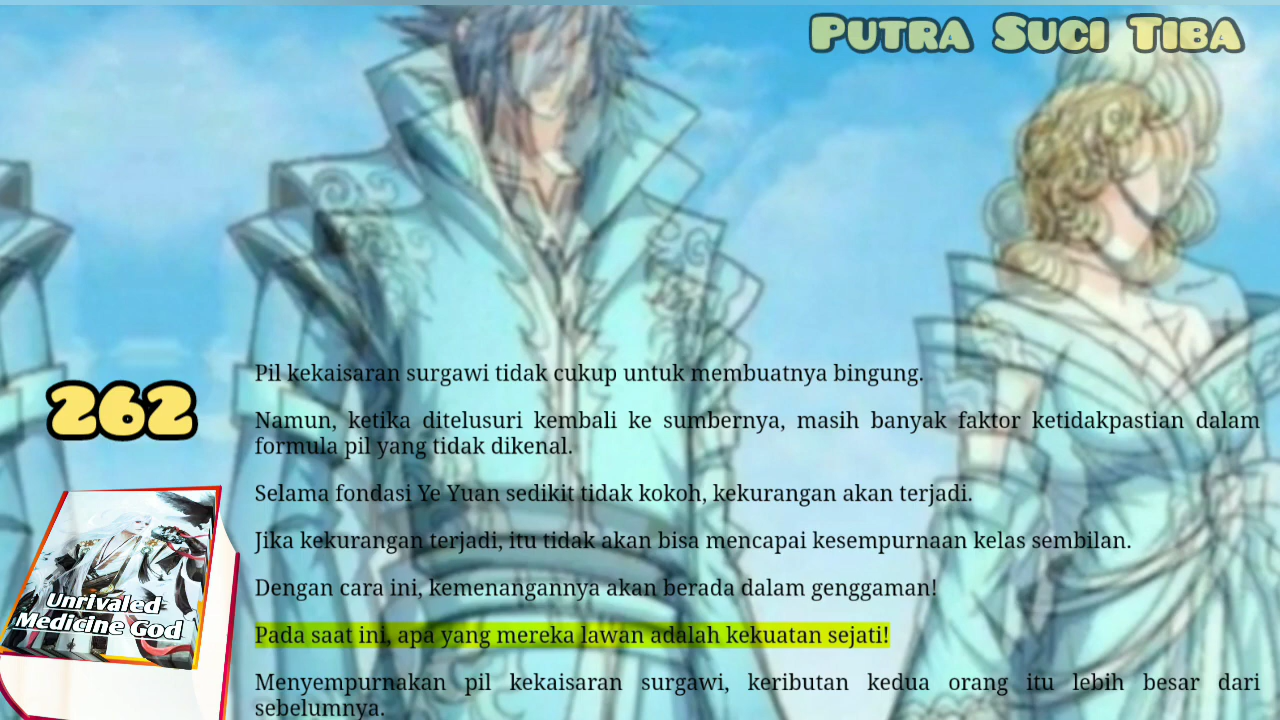 Putra Suci Tiba
Pil kekaisaran surgawi tidak cukup untuk membuatnya bingung.
Namun, ketika ditelusuri kembali ke sumbernya, masih banyak faktor ketidakpastian dalam
formula pil yang tidak dikenal.
Selama fondasi Ye Yuan sedikit tidak kokoh, kekurangan akan terjadi.
Jika kekurangan terjadi, itu tidak akan bisa mencapai kesempurnaan kelas sembilan.
Dengan cara ini, kemenangannya akan berada dalam genggaman!
Pada saat ini, apa yang mereka lawan adalah kekuatan sejati!
Menyempurnakan pil kekaisaran surgawi, keributan kedua orang itu lebih besar dari
sebelumnya.
262
Unrivaled
Medicine God